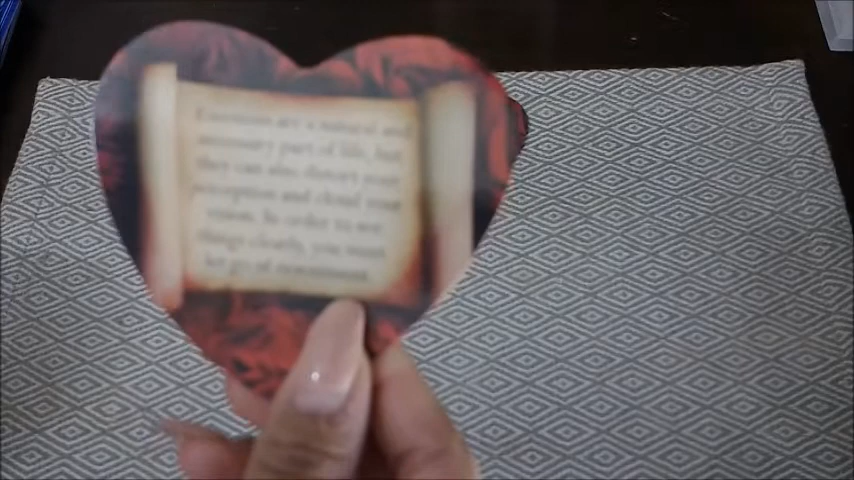 Emotions are a natural and
necessary part of life, but
they can also distort your
perception and cloud your
vision. In order to see
things clearly, you must
let go of resentment.